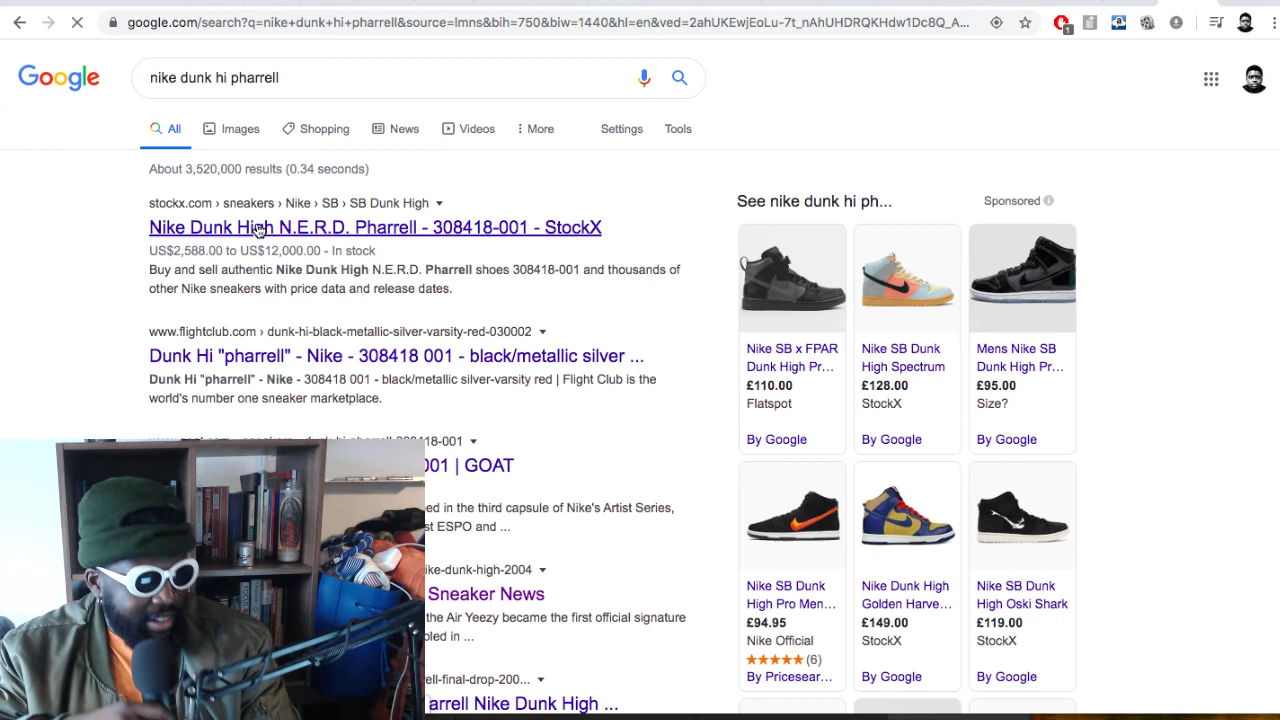 google.com/search?q=nike+dunk+hi+pharrell&source=lmns&bih=750&biw=1440&hl=en&ved=2ahUKEwjEoLu-7t_nAhUHDRQKHdw1Dc8Q_A...
1
Google
nike dunk hi pharrell
All
Images
Shopping
News
Videos
More
Settings
Tools
About 3,520,000 results (0.34 seconds)
stockx.com › sneakers › Nike › SB › SB Dunk High
Nike Dunk High N.E.R.D. Pharrell - 308418-001 - StockX
US$2,588.00 to US$12,000.00 - In stock
Buy and sell authentic Nike Dunk High N.E.R.D. Pharrell shoes 308418-001 and thousands of
other Nike sneakers with price data and release dates.
www.flightclub.com › dunk-hi-black-metallic-silver-varsity-red-030002
Dunk Hi "pharrell" - Nike - 308418 001 - black/metallic silver ...
Dunk Hi "pharrell" - Nike - 308418 001 - black/metallic silver-varsity red | Flight Club is the
world's number one sneaker marketplace.
418-001
001 | GOAT
ed in the third capsule of Nike's Artist Series,
st ESPO and ...
ike-dunk-high-2004
Sneaker News
the Air Yeezy became the first official signature
oled in ...
ell-final-drop-200...
arrell Nike Dunk High ...
See nike dunk hi ph...
Sponsored
Nike SB x FPAR
Dunk High Pr...
£110.00
Flatspot
By Google
Nike SB Dunk
High Spectrum
£128.00
StockX
By Google
Mens Nike SB
Dunk High Pr...
£95.00
Size?
By Google
Nike SB Dunk
High Pro Men...
£94.95
Nike Official
(6)
By Pricesear...
Nike Dunk High
Golden Harve...
£149.00
StockX
By Google
Nike SB Dunk
High Oski Shark
£119.00
StockX
By Google